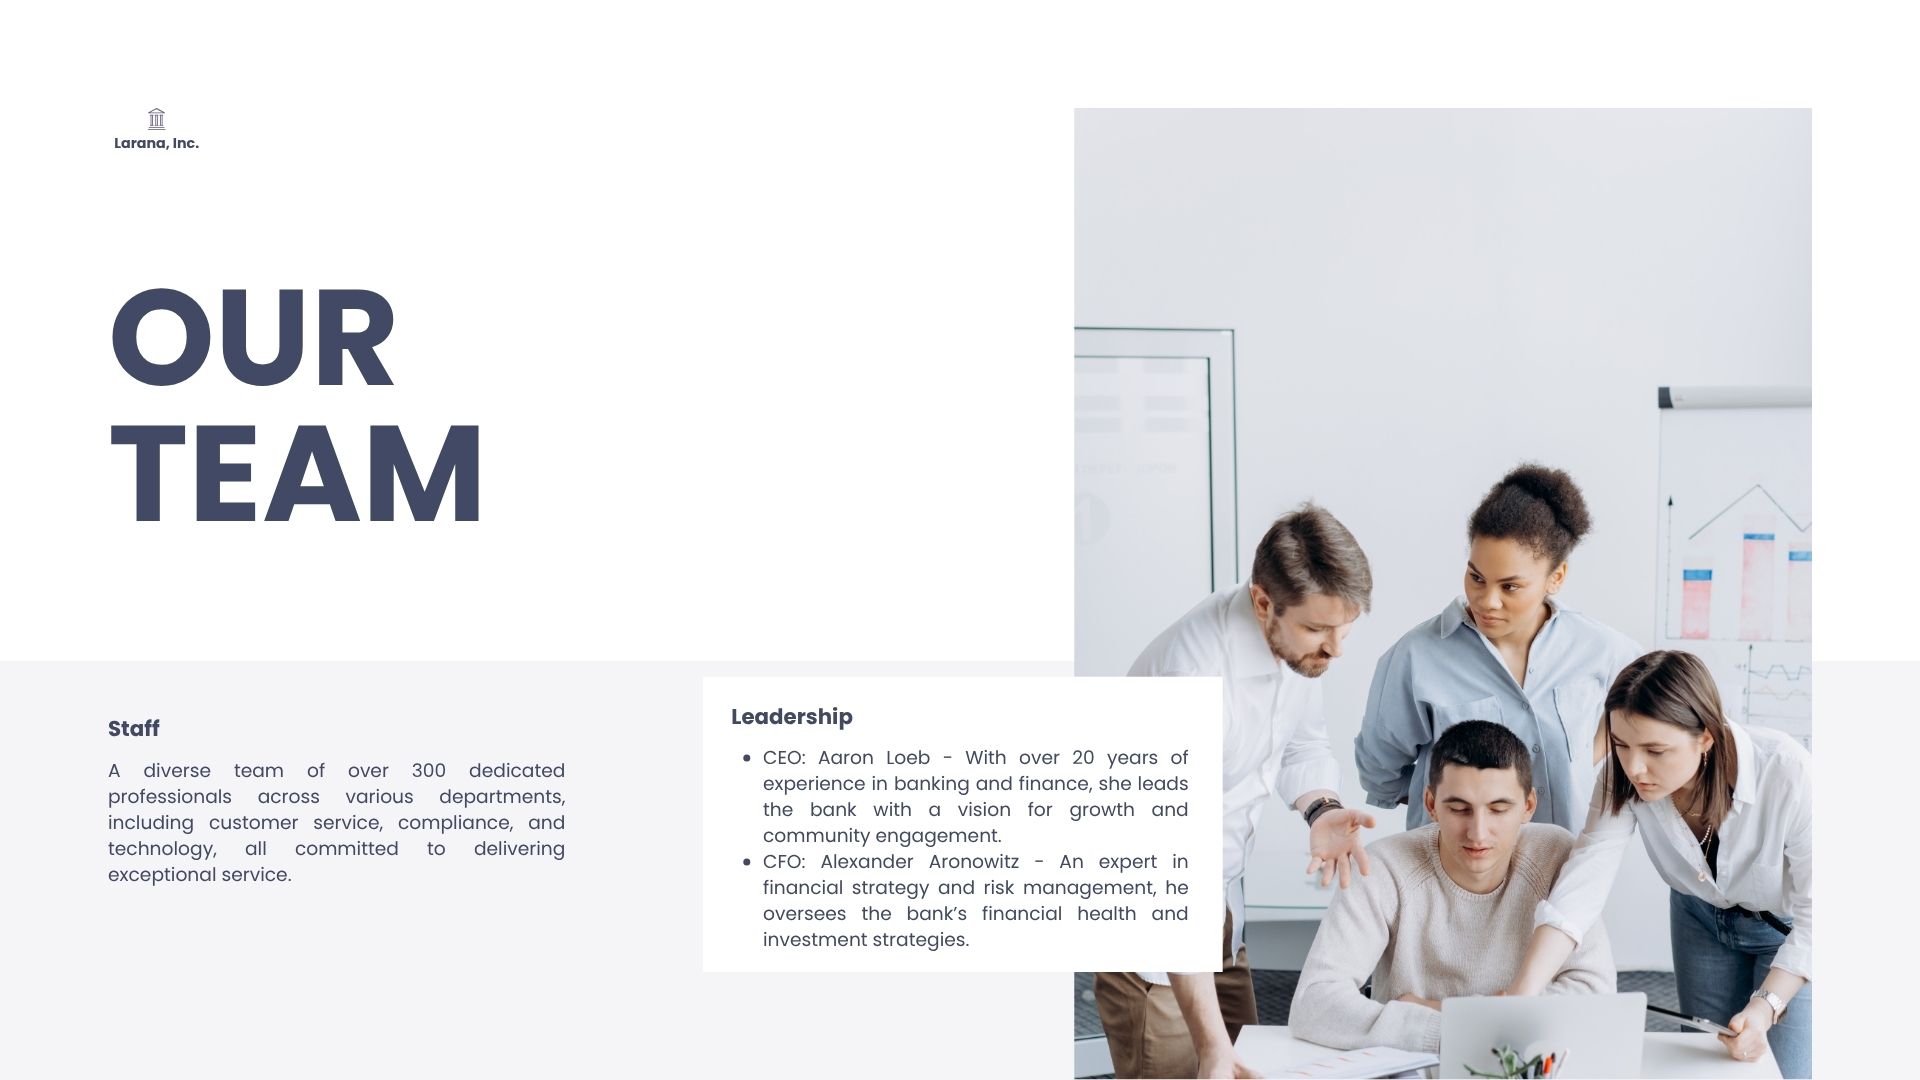 Larana, Inc.
OUR
TEAM
Staff
A diverse team of over 300 dedicated
professionals across various departments,
including customer service, compliance, and
technology, all committed to delivering
exceptional service.
Leadership
• CEO: Aaron Loeb - With over 20 years of
experience in banking and finance, she leads
the bank with a vision for growth and
community engagement.
• CFO: Alexander Aronowitz - An expert in
financial strategy and risk management, he
oversees the bank’s financial health and
investment strategies.